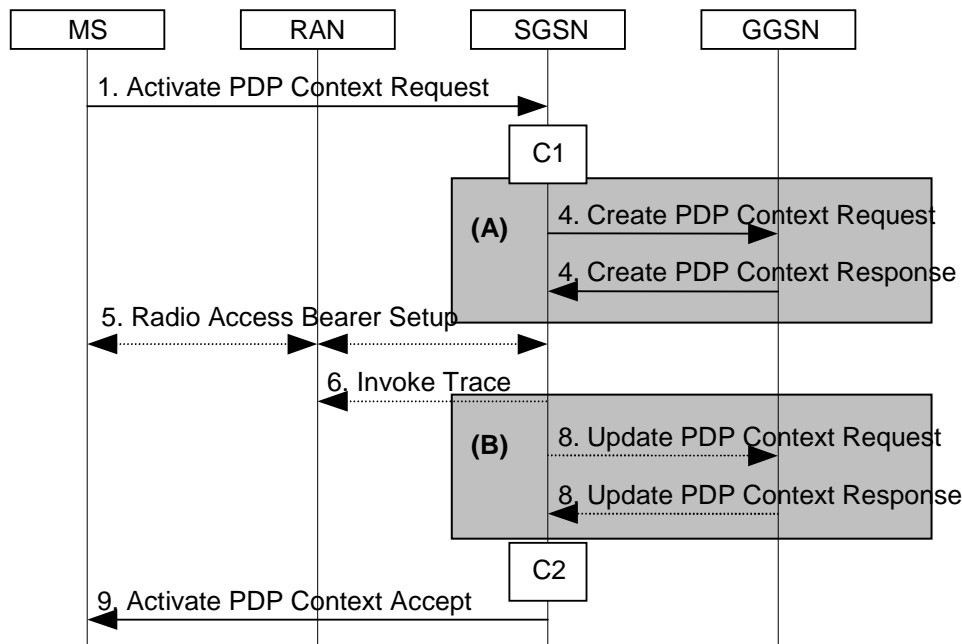 MS RAN SGSN GGSN
1. Activate PDP Context Request
C1
(A)
4. Create PDP Context Request
4. Create PDP Context Response
5. Radio Access Bearer Setup
6. Invoke Trace
(B)
8. Update PDP Context Request
8. Update PDP Context Response
C2
9. Activate PDP Context Accept